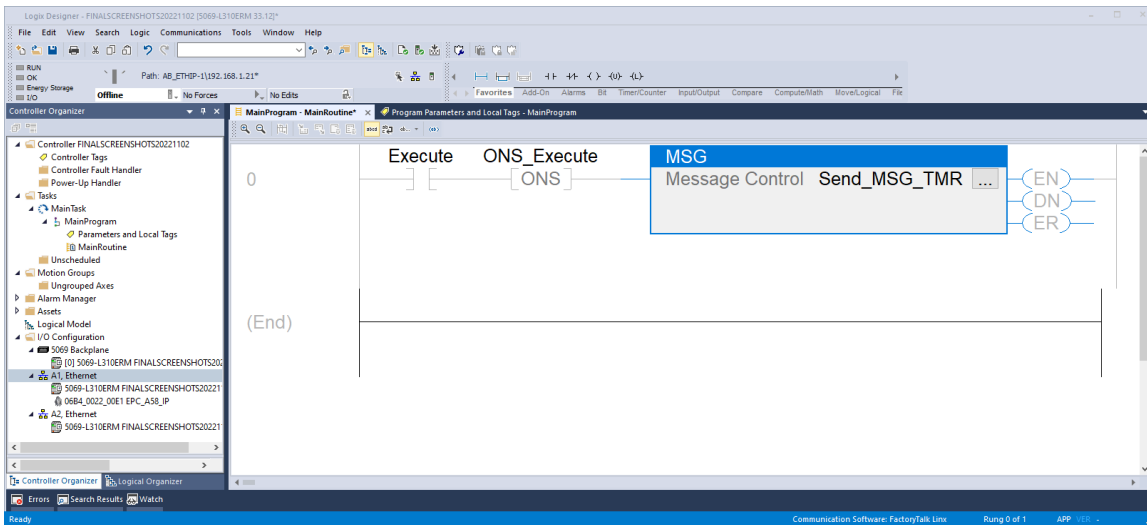 Logix Designer - FINALSCREENSHOTS20221102 [5069-L310ERM 33.12]*
File Edit View Search Logic Communications Tools Window Help
RUN
OK
Energy Storage
I/O
Path: AB_ETHIP-1\192.168.1.21*
Offline
No Forces
No Edits
Favorites Add-On Alarms Bit Timer/Counter Input/Output Compare Compute/Math Move/Logical File
Controller Organizer
MainProgram - MainRoutine*
Program Parameters and Local Tags - MainProgram
Controller FINALSCREENSHOTS20221102
Controller Tags
Controller Fault Handler
Power-Up Handler
Tasks
MainTask
MainProgram
Parameters and Local Tags
MainRoutine
Unscheduled
Motion Groups
Ungrouped Axes
Alarm Manager
Assets
Logical Model
I/O Configuration
5069 Backplane
[0] 5069-L310ERM FINALSCREENSHOTS202
A1, Ethernet
5069-L310ERM FINALSCREENSHOTS20221
06B4_0022_00E1 EPC_A58_IP
A2, Ethernet
5069-L310ERM FINALSCREENSHOTS20221
Controller Organizer
Logical Organizer
0
Execute
ONS_Execute
ONS
MSG
Message Control Send_MSG_TMR ...
EN
DN
ER
(End)
Errors Search Results Watch
Ready
Communication Software: FactoryTalk Linx
Rung 0 of 1
APP VER